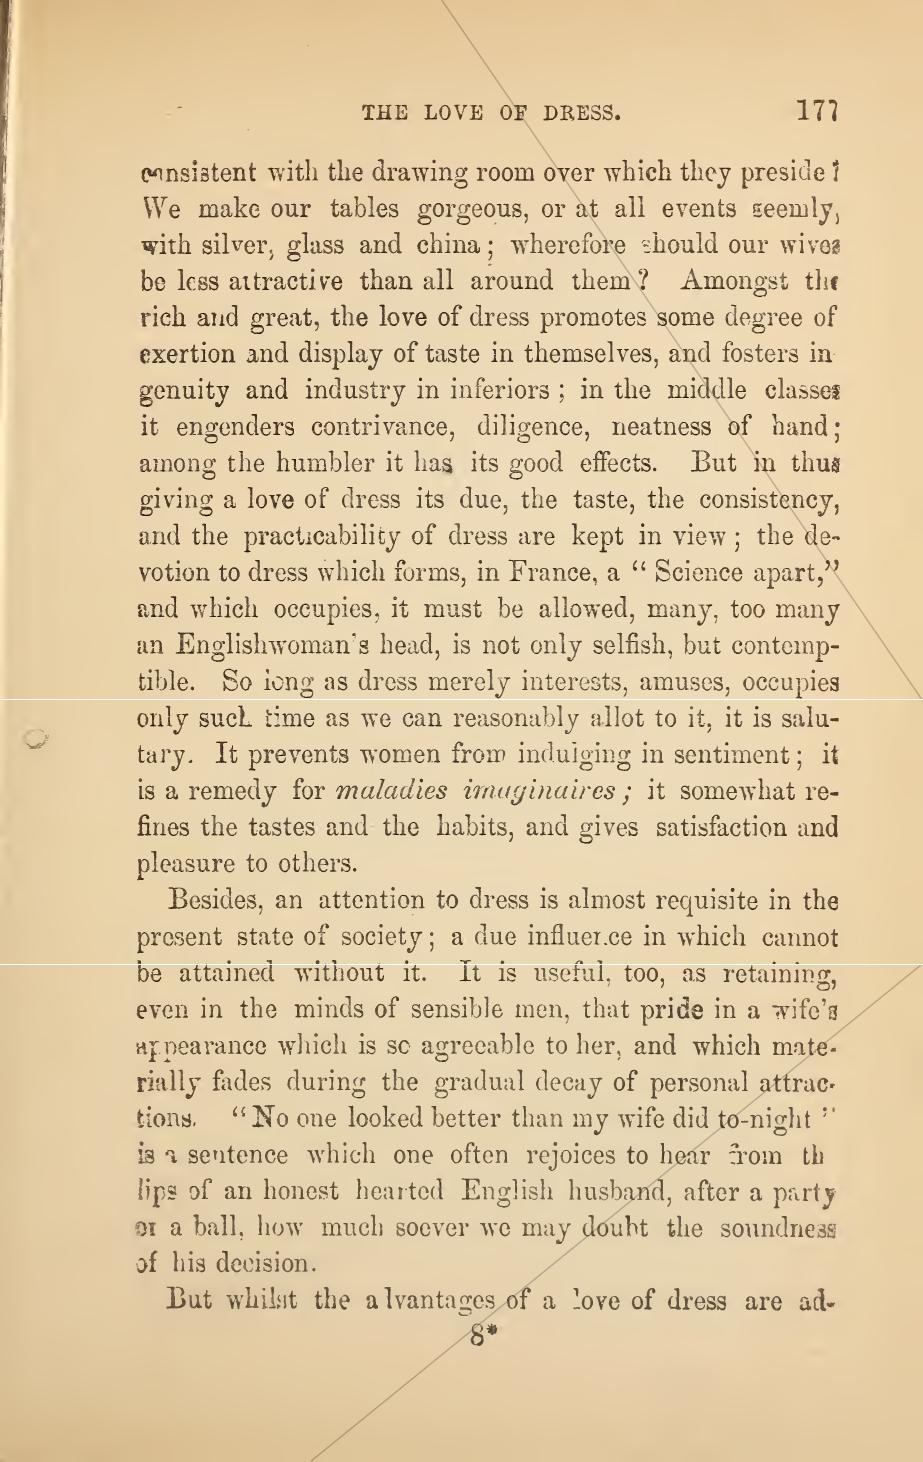 THE LOVE OF DRESS. 177
consistent with the drawing room over which they preside?
We make our tables gorgeous, or at all events seemly,
with silver, glass and china; wherefore should our wives
be less attractive than all around them? Amongst the
rich and great, the love of dress promotes some degree of
exertion and display of taste in themselves, and fosters in
genuity and industry in inferiors; in the middle classes
it engenders contrivance, diligence, neatness of hand;
among the humbler it has its good effects. But in thus
giving a love of dress its due, the taste, the consistency,
and the practicability of dress are kept in view; the de-
votion to dress which forms, in France, a "Science apart,"
and which occupies, it must be allowed, many, too many
an Englishwoman's head, is not only selfish, but contemp-
tible. So long as dress merely interests, amuses, occupies
only such time as we can reasonably allot to it, it is salu-
tary. It prevents women from indulging in sentiment; it
is a remedy for maladies imaginaires; it somewhat re-
fines the tastes and the habits, and gives satisfaction and
pleasure to others.
Besides, an attention to dress is almost requisite in the
present state of society; a due influence in which cannot
be attained without it. It is useful, too, as retaining,
even in the minds of sensible men, that pride in a wife's
appearance which is so agreeable to her, and which mate-
rially fades during the gradual decay of personal attrac-
tions. "No one looked better than my wife did to-night"
is a sentence which one often rejoices to hear from th
lips of an honest hearted English husband, after a party
or a ball, how much soever we may doubt the soundness
of his decision.
But whilst the advantages of a love of dress are ad-
8*